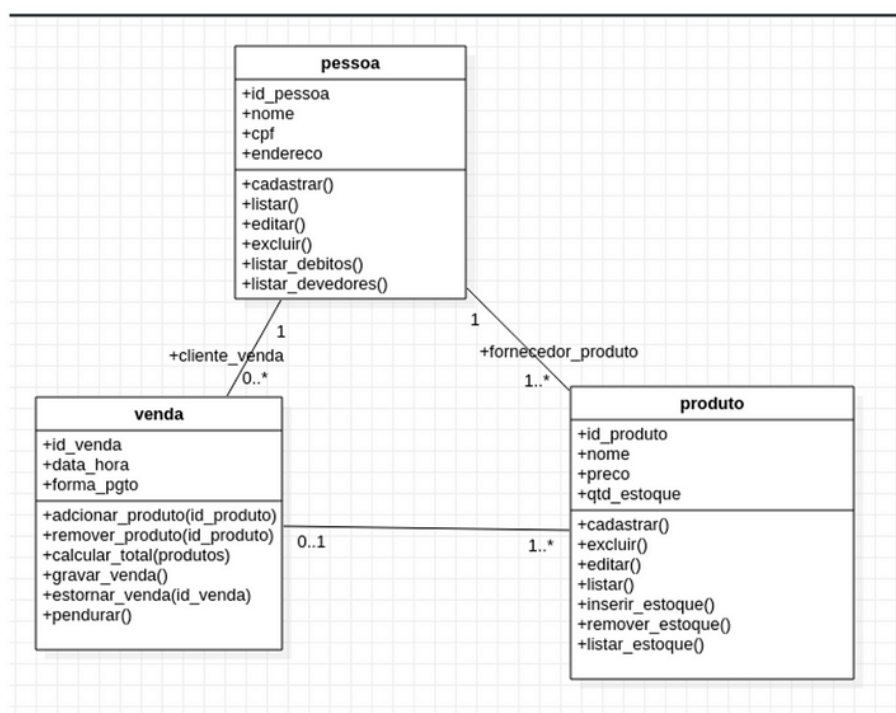 pessoa
+id_pessoa
+nome
+cpf
+endereco
+cadastrar()
+listar()
+editar()
+excluir()
+listar_debitos()
+listar_devedores()
1
+cliente_venda
0..*
1
+fornecedor_produto
1..*
venda
+id_venda
+data_hora
+forma_pgto
+adcionar_produto(id_produto)
+remover_produto(id_produto)
+calcular_total(produtos)
+gravar_venda()
+estornar_venda(id_venda)
+pendurar()
0..1
1..*
produto
+id_produto
+nome
+preco
+qtd_estoque
+cadastrar()
+excluir()
+editar()
+listar()
+inserir_estoque()
+remover_estoque()
+listar_estoque()